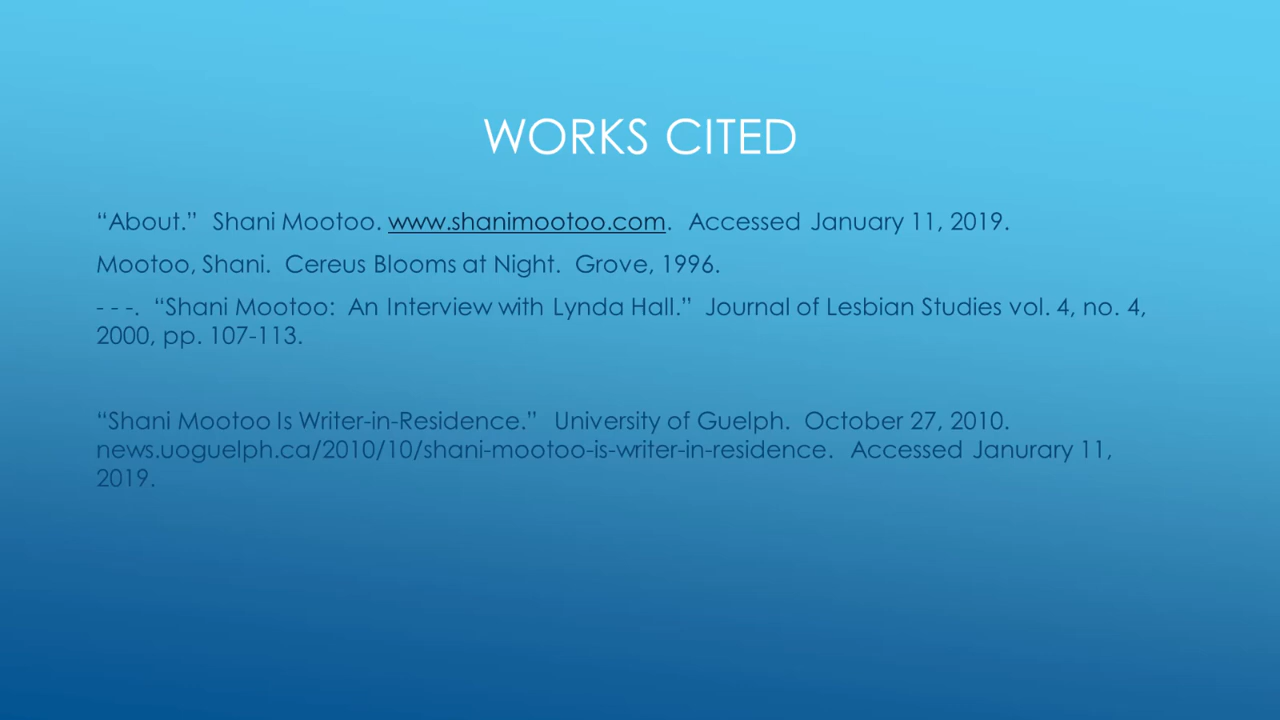 WORKS CITED
“About.” Shani Mootoo. www.shanimootoo.com. Accessed January 11, 2019.
Mootoo, Shani. Cereus Blooms at Night. Grove, 1996.
- - -. “Shani Mootoo: An Interview with Lynda Hall.” Journal of Lesbian Studies vol. 4, no. 4,
2000, pp. 107-113.
“Shani Mootoo Is Writer-in-Residence.” University of Guelph. October 27, 2010.
news.uoguelph.ca/2010/10/shani-mootoo-is-writer-in-residence. Accessed Janurary 11,
2019.